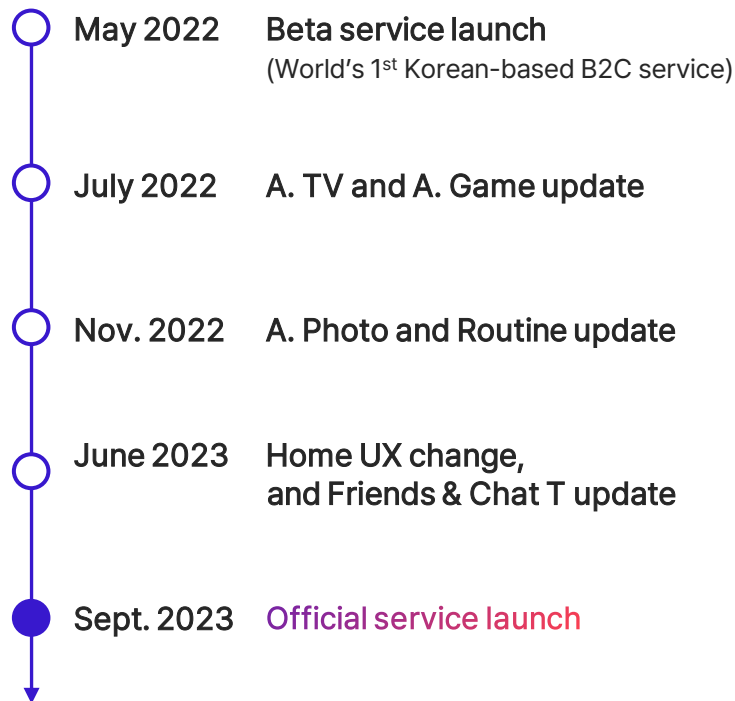 May 2022 Beta service launch
(World's 1st Korean-based B2C service)
July 2022 A. TV and A. Game update
Nov. 2022 A. Photo and Routine update
June 2023 Home UX change,
and Friends & Chat T update
Sept. 2023 Official service launch